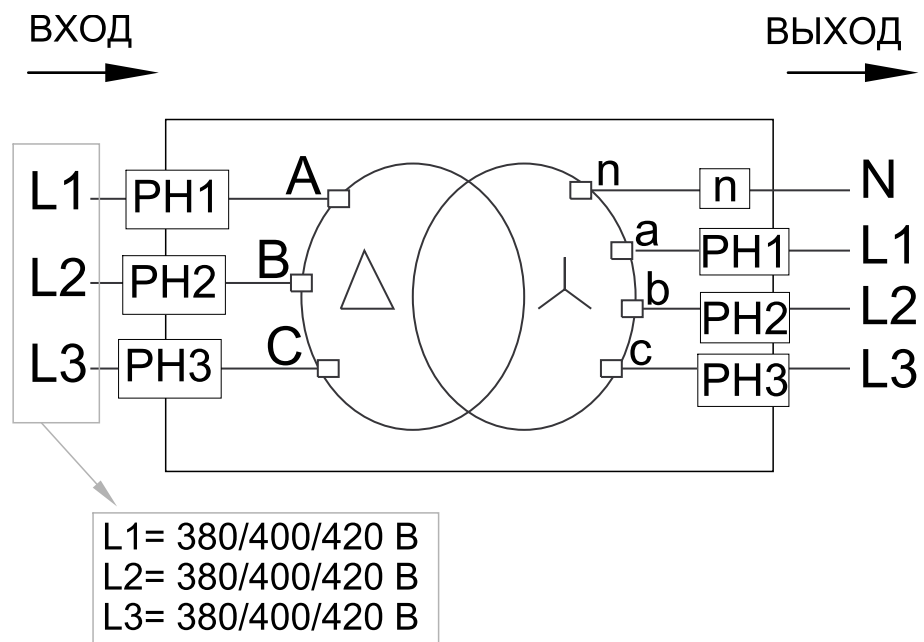 ВХОД
ВЫХОД
L1 PH1 A n n N
a PH1 L1
L2 PH2 B b PH2 L2
L3 PH3 C c PH3 L3
L1= 380/400/420 В
L2= 380/400/420 В
L3= 380/400/420 В